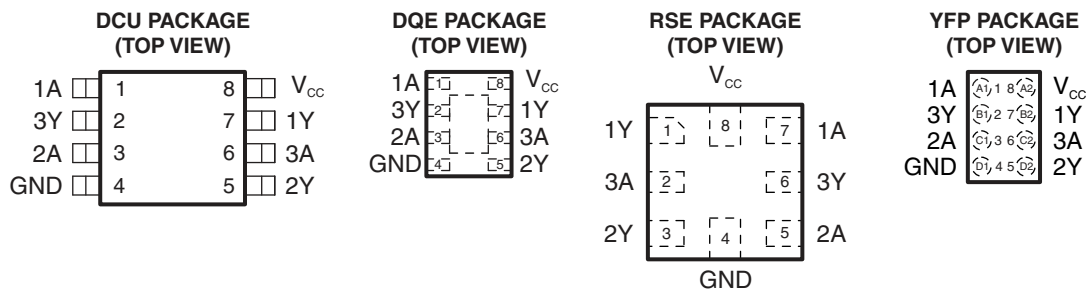 DCU PACKAGE
(TOP VIEW)
1A 1 8 VCC
3Y 2 7 1Y
2A 3 6 3A
GND 4 5 2Y
DQE PACKAGE
(TOP VIEW)
1A 1 8 VCC
3Y 2 7 1Y
2A 3 6 3A
GND 4 5 2Y
RSE PACKAGE
(TOP VIEW)
VCC
1Y 1 8 7 1A
3A 2 6 3Y
2Y 3 4 5 2A
GND
YFP PACKAGE
(TOP VIEW)
1A A1 1 8 A2 VCC
3Y B1 2 7 B2 1Y
2A C1 3 6 C2 3A
GND D1 4 5 D2 2Y